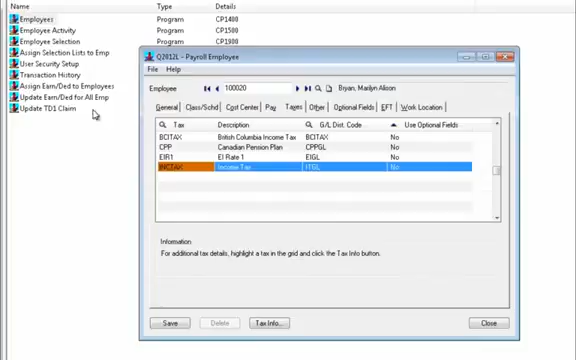 Name Type Details
Employees Program CP1400
Employee Activity Program CP1500
Employee Selection Program CP1900
Assign Selection Lists to Emp
User Security Setup
Transaction History
Assign Earn/Ded to Employees
Update Earn/Ded for All Emp
Update TD1 Claim
Q2012L - Payroll Employee
File Help
Employee 100020 Bryan, Marilyn Alison
General Class/Schd Cost Center Pay Taxes Other Optional Fields EFT Work Location
Tax Description G/L Dist. Code Use Optional Fields
BCITAX British Columbia Income Tax BCITAX No
CPP Canadian Pension Plan CPPGL No
EIR1 EI Rate 1 EIGL No
INCTAX Income Tax ITGL No
Information
For additional tax details, highlight a tax in the grid and click the Tax Info button.
Save Delete Tax Info... Close